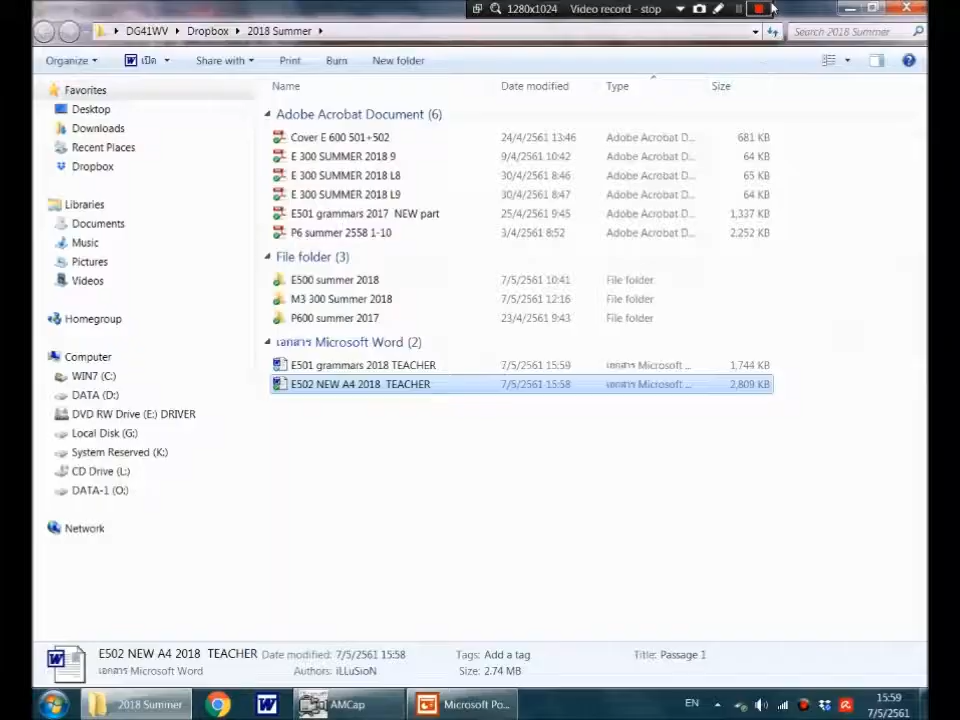 1280x1024 Video record - stop
DG41WV Dropbox 2018 Summer
Search 2018 Summer
Organize เปิด Share with Print Burn New folder
Name Date modified Type Size
Favorites
Desktop
Downloads
Recent Places
Dropbox
Libraries
Documents
Music
Pictures
Videos
Homegroup
Computer
WIN7 (C:)
DATA (D:)
DVD RW Drive (E:) DRIVER
Local Disk (G:)
System Reserved (K:)
CD Drive (L:)
DATA-1 (O:)
Network
Adobe Acrobat Document (6)
Cover E 600 501+502 24/4/2561 13:46 Adobe Acrobat D... 681 KB
E 300 SUMMER 2018 9 9/4/2561 10:42 Adobe Acrobat D... 64 KB
E 300 SUMMER 2018 L8 30/4/2561 8:46 Adobe Acrobat D... 65 KB
E 300 SUMMER 2018 L9 30/4/2561 8:47 Adobe Acrobat D... 64 KB
E501 grammars 2017 NEW part 25/4/2561 9:45 Adobe Acrobat D... 1,337 KB
P6 summer 2558 1-10 3/4/2561 8:52 Adobe Acrobat D... 2,252 KB
File folder (3)
E500 summer 2018 7/5/2561 10:41 File folder
M3 300 Summer 2018 7/5/2561 12:16 File folder
P600 summer 2017 23/4/2561 9:43 File folder
เอกสาร Microsoft Word (2)
E501 grammars 2018 TEACHER 7/5/2561 15:59 เอกสาร Microsoft ... 1,744 KB
E502 NEW A4 2018 TEACHER 7/5/2561 15:58 เอกสาร Microsoft ... 2,809 KB
E502 NEW A4 2018 TEACHER Date modified: 7/5/2561 15:58 Tags: Add a tag Title: Passage 1
เอกสาร Microsoft Word Authors: iLLuSioN Size: 2.74 MB
2018 Summer AMCap Microsoft Po... EN 15:59
7/5/2561